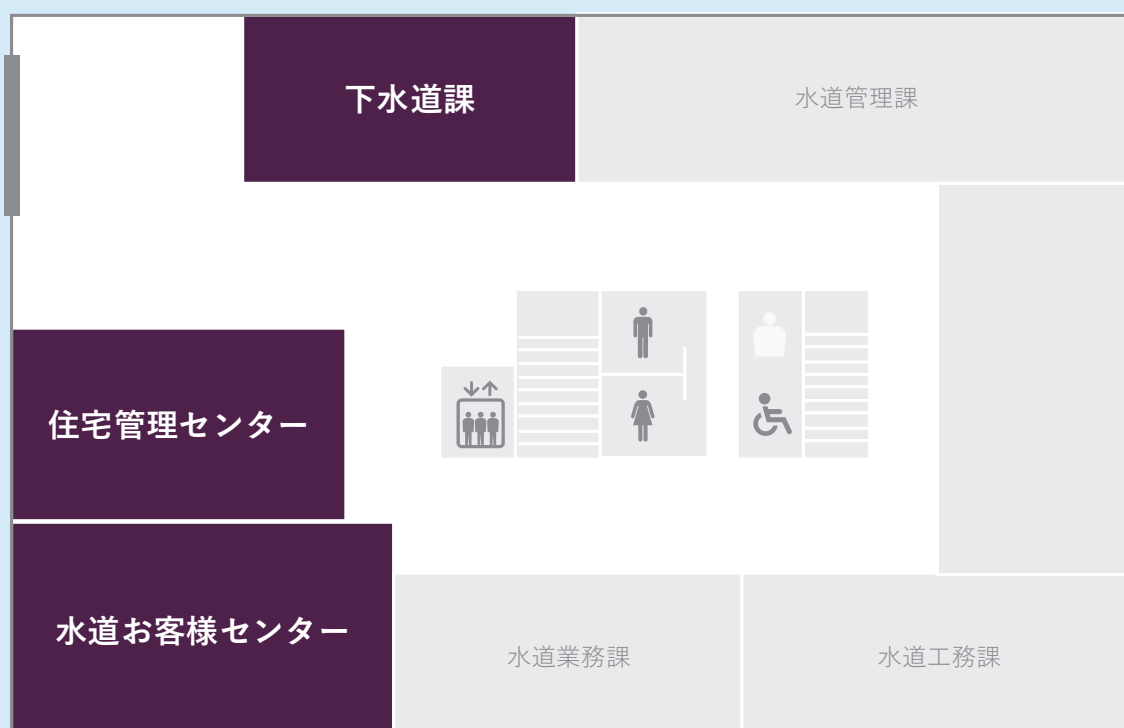 下水道課
水道管理課
住宅管理センター
水道お客様センター
水道業務課
水道工務課